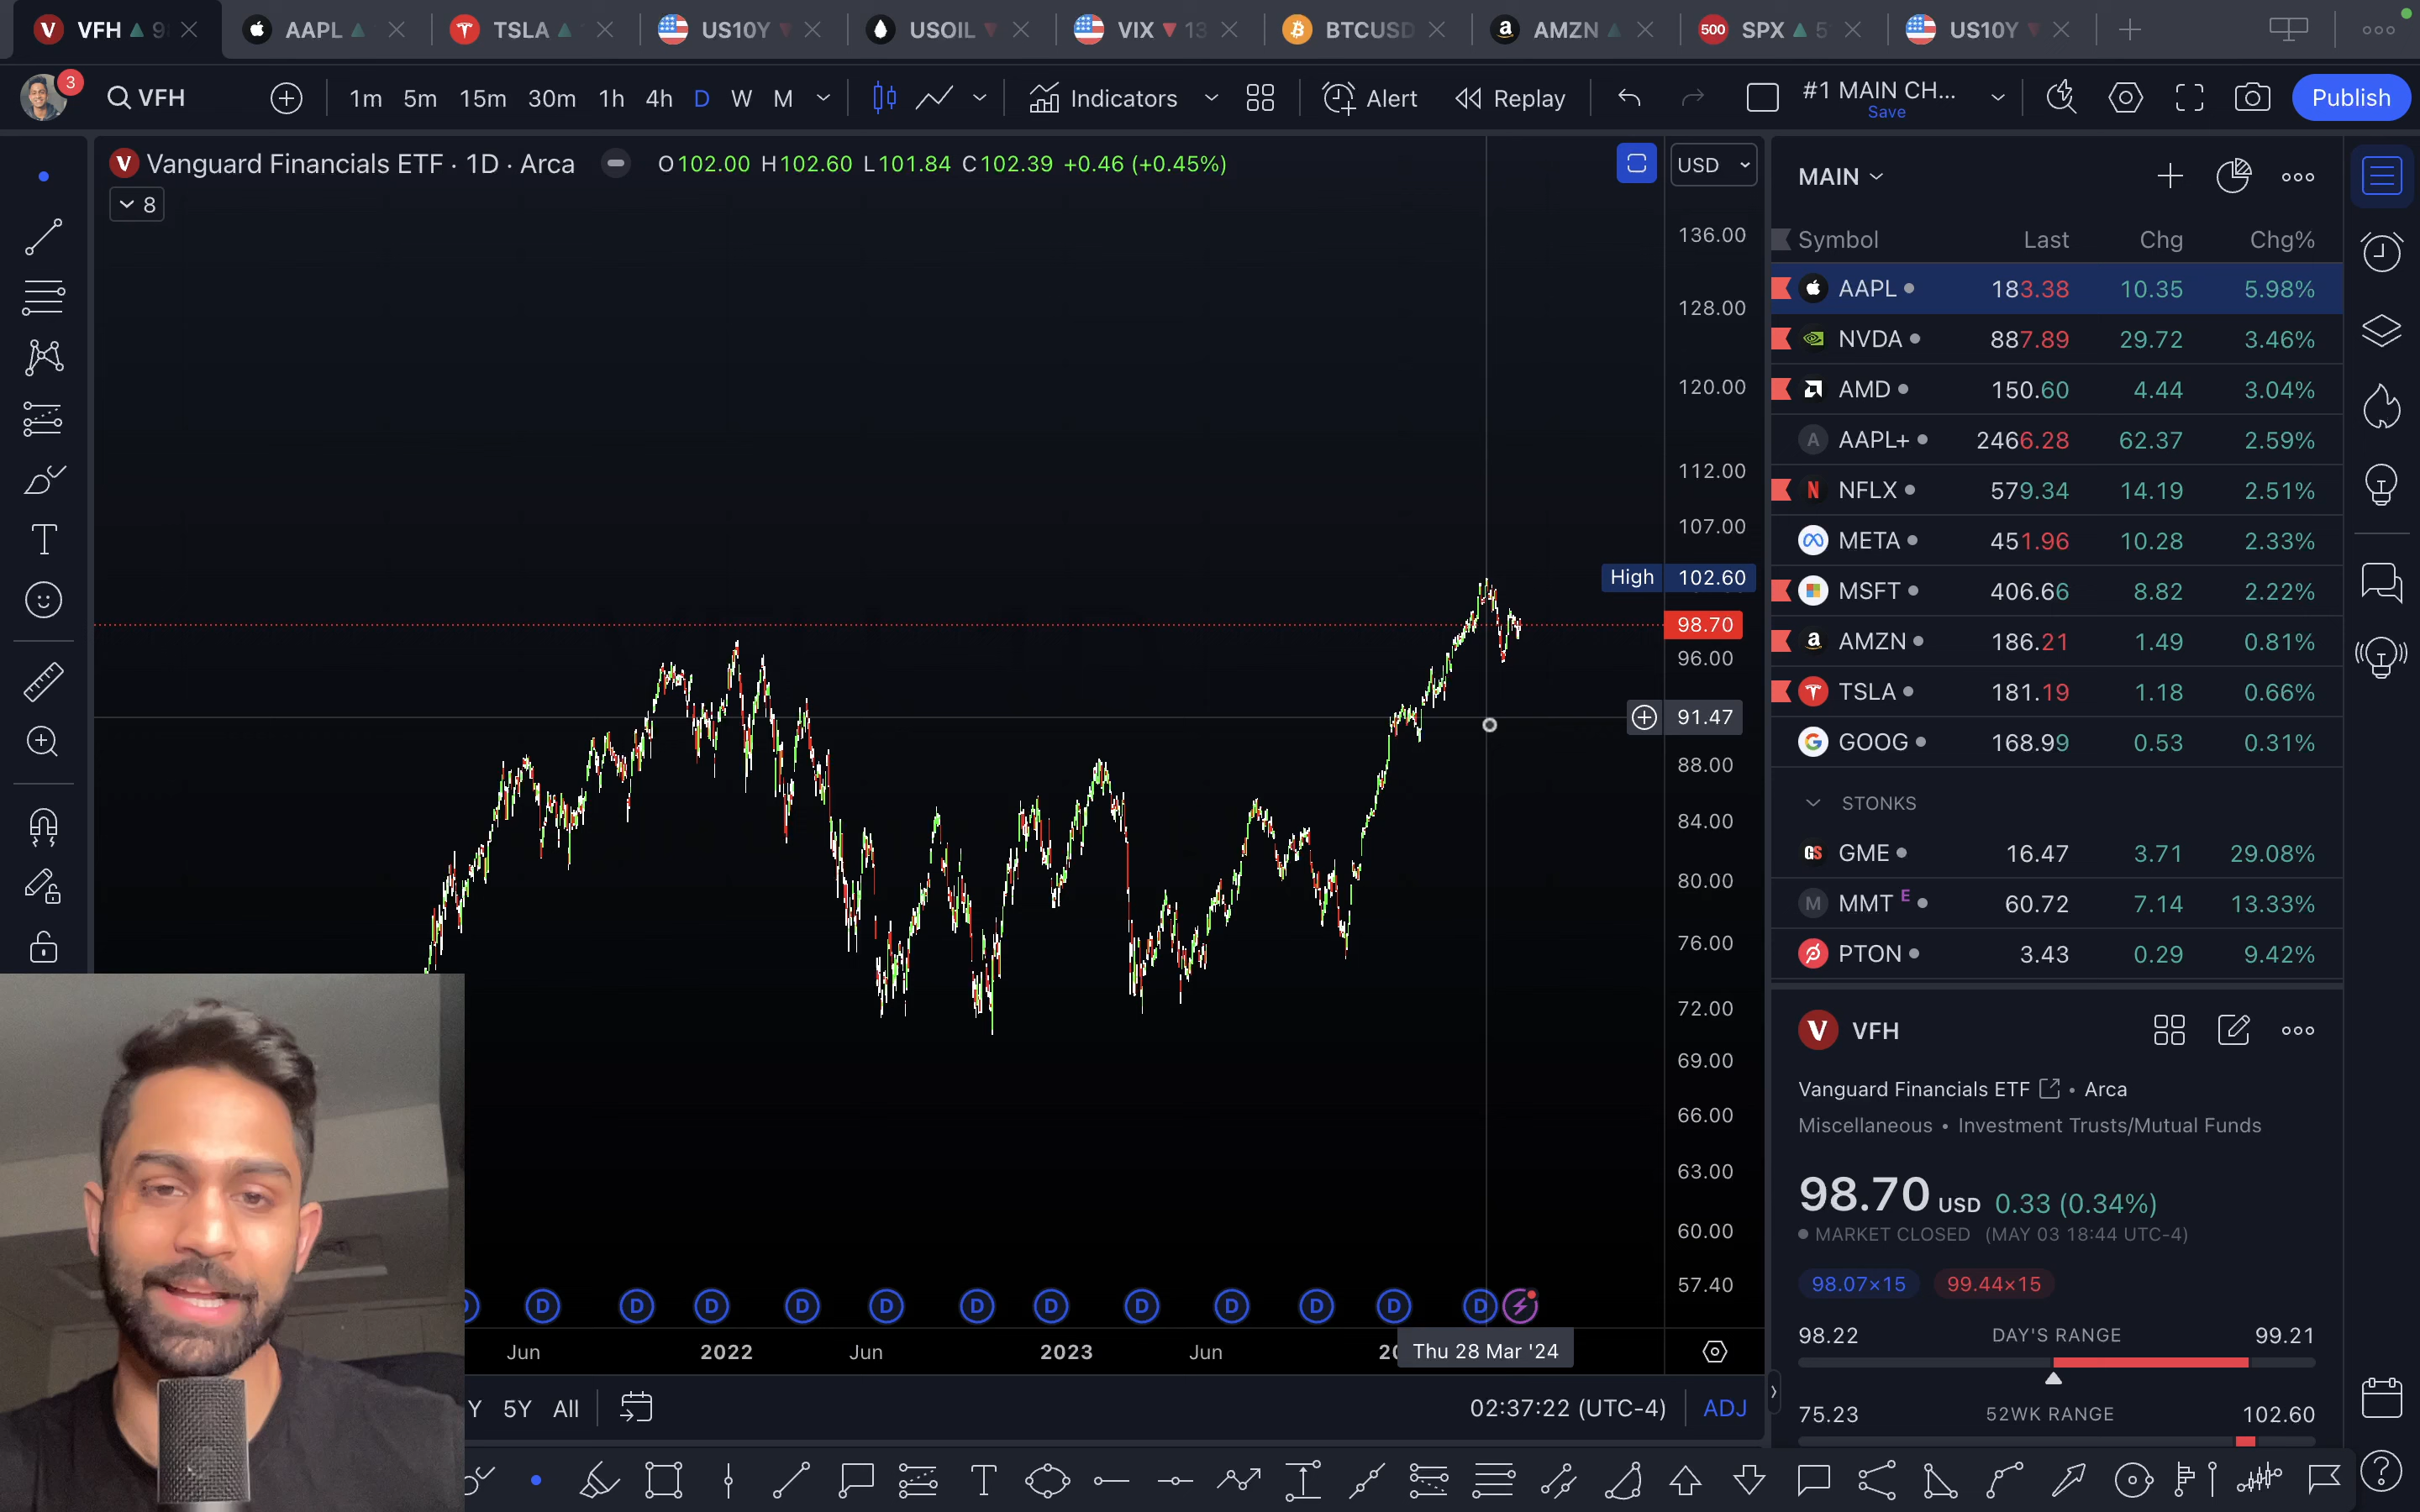 VFH 9
AAPL
TSLA
US10Y
USOIL
VIX 13
BTCUSD
AMZN
500 SPX 5
US10Y
3
VFH
1m 5m 15m 30m 1h 4h D W M
Indicators
Alert
Replay
#1 MAIN CH...
Save
Publish
Vanguard Financials ETF · 1D · Arca
O102.00 H102.60 L101.84 C102.39 +0.46 (+0.45%)
8
USD
136.00
128.00
120.00
112.00
107.00
High 102.60
98.70
96.00
91.47
88.00
84.00
80.00
76.00
72.00
69.00
66.00
63.00
60.00
57.40
D D D D D D D D D D D D
Jun 2022 Jun 2023 Jun Thu 28 Mar '24
Y 5Y All
02:37:22 (UTC-4) ADJ
MAIN
Symbol Last Chg Chg%
AAPL 183.38 10.35 5.98%
NVDA 887.89 29.72 3.46%
AMD 150.60 4.44 3.04%
A AAPL+ 2466.28 62.37 2.59%
N NFLX 579.34 14.19 2.51%
META 451.96 10.28 2.33%
MSFT 406.66 8.82 2.22%
a AMZN 186.21 1.49 0.81%
TSLA 181.19 1.18 0.66%
G GOOG 168.99 0.53 0.31%
STONKS
GS GME 16.47 3.71 29.08%
M MMT E 60.72 7.14 13.33%
PTON 3.43 0.29 9.42%
V VFH
Vanguard Financials ETF • Arca
Miscellaneous • Investment Trusts/Mutual Funds
98.70 USD 0.33 (0.34%)
MARKET CLOSED (MAY 03 18:44 UTC-4)
98.07×15 99.44×15
98.22 DAY'S RANGE 99.21
75.23 52WK RANGE 102.60